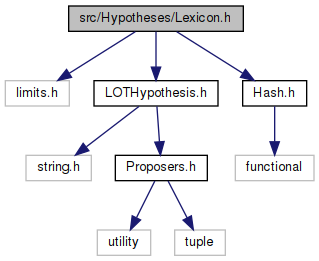 src/Hypotheses/Lexicon.h
limits.h
LOTHypothesis.h
Hash.h
string.h
Proposers.h
functional
utility
tuple